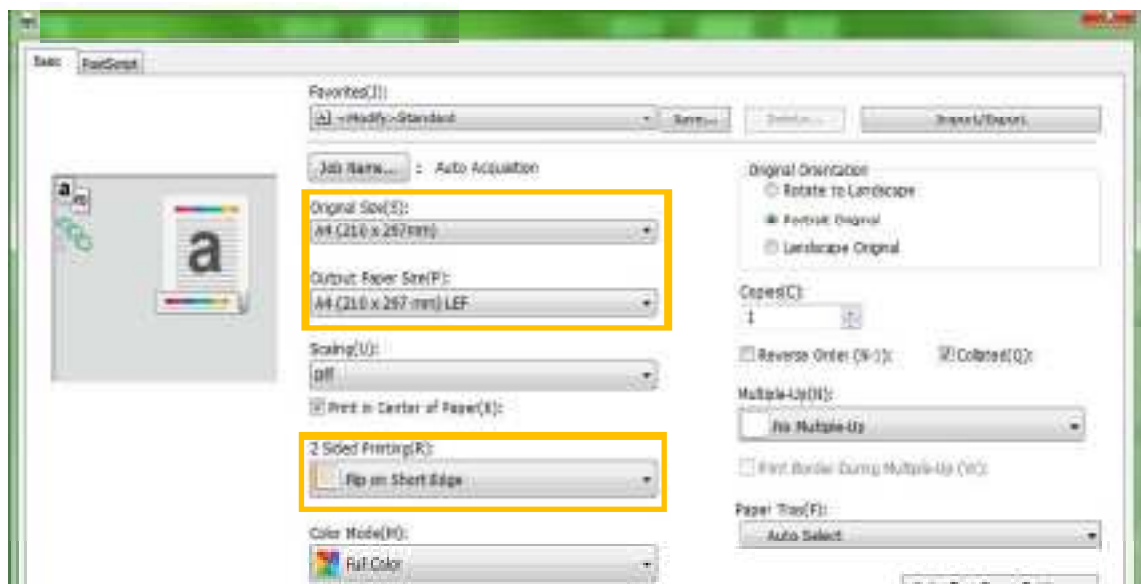 Basic PostScript
Favorites(J):
<Modify>Standard Save... Delete... Import/Export
Job Name... : Auto Acquisition
Original Size(S):
A4 (210 x 297mm)
Output Paper Size(P):
A4 (210 x 297 mm) LEF
Scaling(U):
Off
Print in Center of Paper(X):
2 Sided Printing(R):
Flip on Short Edge
Color Mode(M):
Full Color
Original Orientation
Rotate to Landscape
Portrait Original
Landscape Original
Copies(C):
1
Reverse Order (N-1): Collated(Q):
Multiple-Up(N):
No Multiple-Up
Print Border During Multiple-Up (W):
Paper Tray(F):
Auto Select
a
a